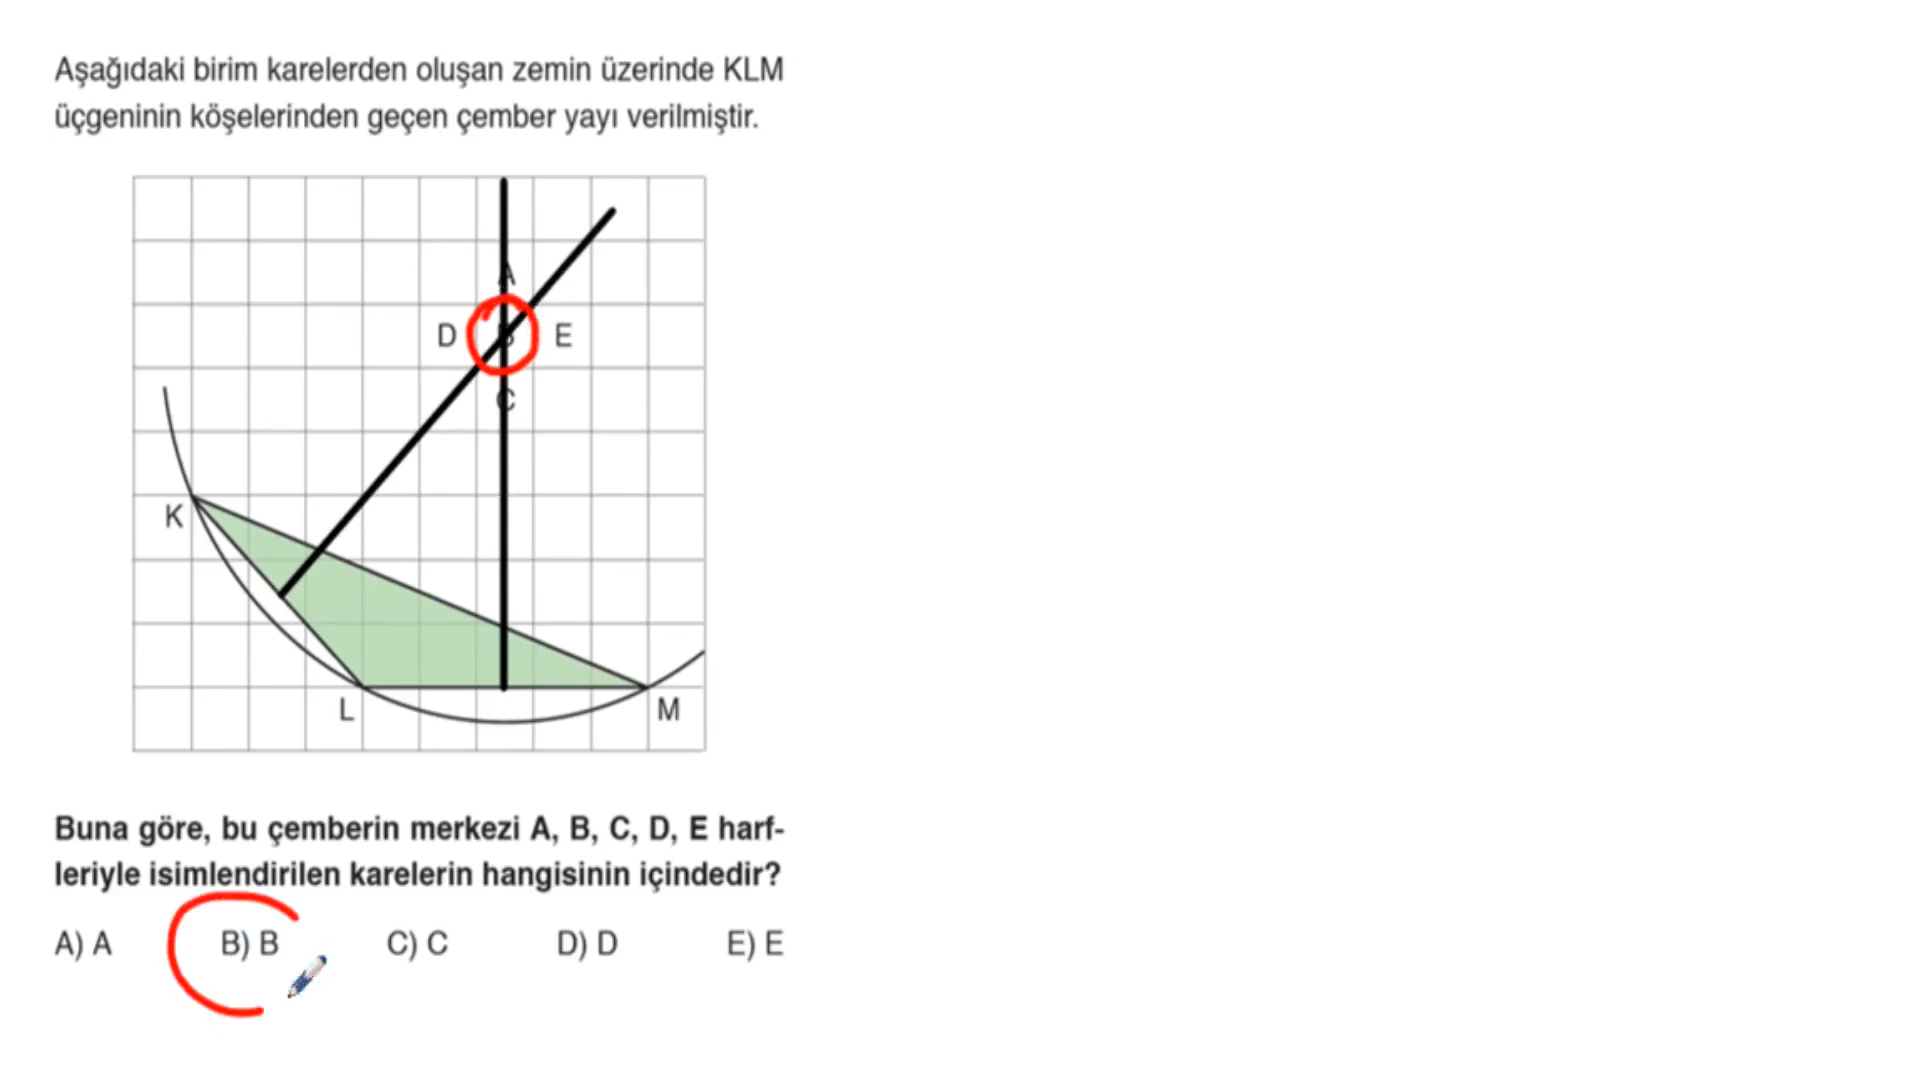 Aşağıdaki birim karelerden oluşan zemin üzerinde KLM
üçgeninin köşelerinden geçen çember yayı verilmiştir.
A
D B E
C
K
L M
Buna göre, bu çemberin merkezi A, B, C, D, E harf-
leriyle isimlendirilen karelerin hangisinin içindedir?
A) A B) B C) C D) D E) E